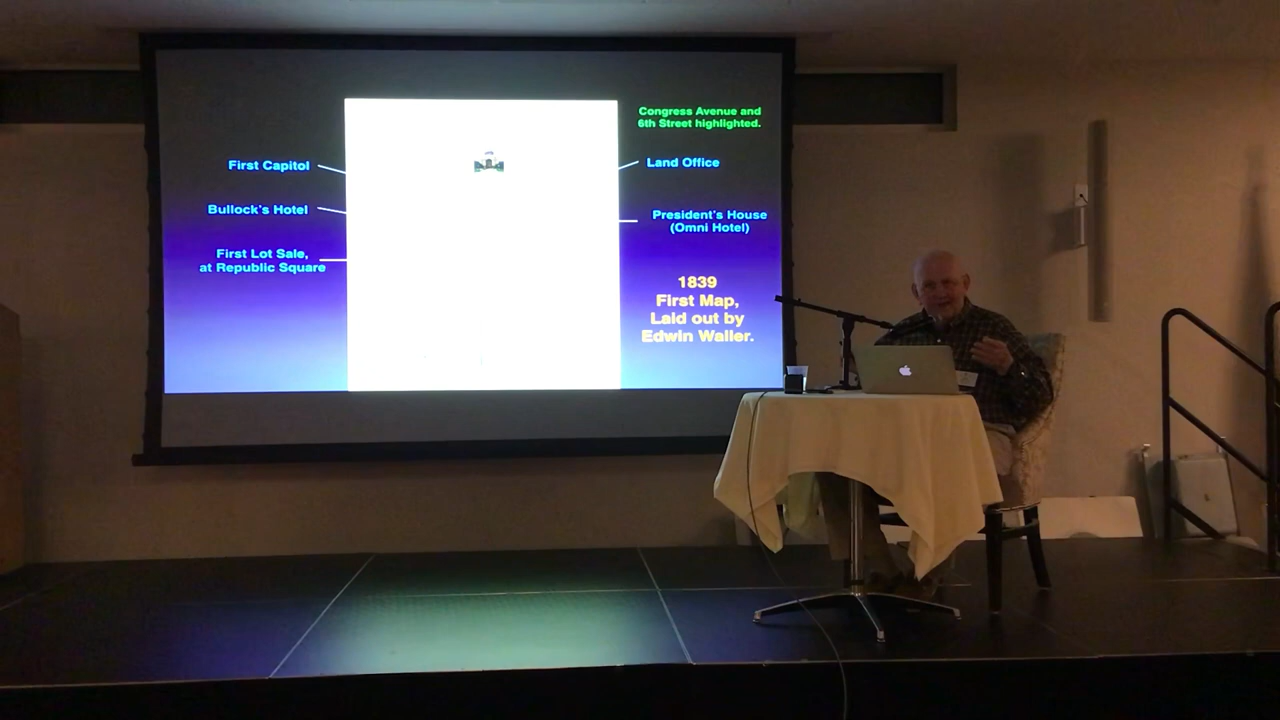 Congress Avenue and
6th Street highlighted.
First Capitol
Land Office
Bullock's Hotel
President's House
(Omni Hotel)
First Lot Sale,
at Republic Square
1839
First Map,
Laid out by
Edwin Waller.